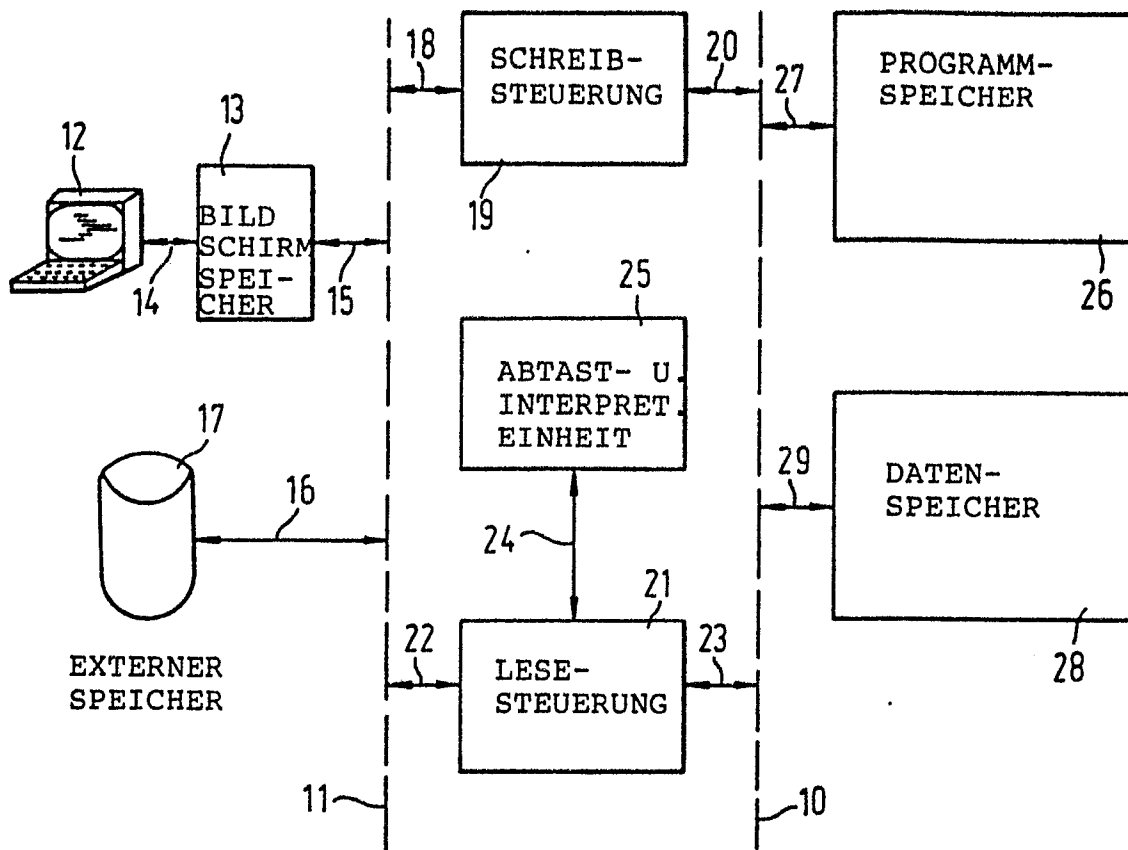 18
SCHREIB-
STEUERUNG
19
20
27
PROGRAMM-
SPEICHER
26
12
13
BILD
SCHIRM
SPEI-
CHER
14
15
25
ABTAST- U.
INTERPRET.
EINHEIT
24
17
16
EXTERNER
SPEICHER
29
DATEN-
SPEICHER
28
22
21
LESE-
STEUERUNG
23
11
10